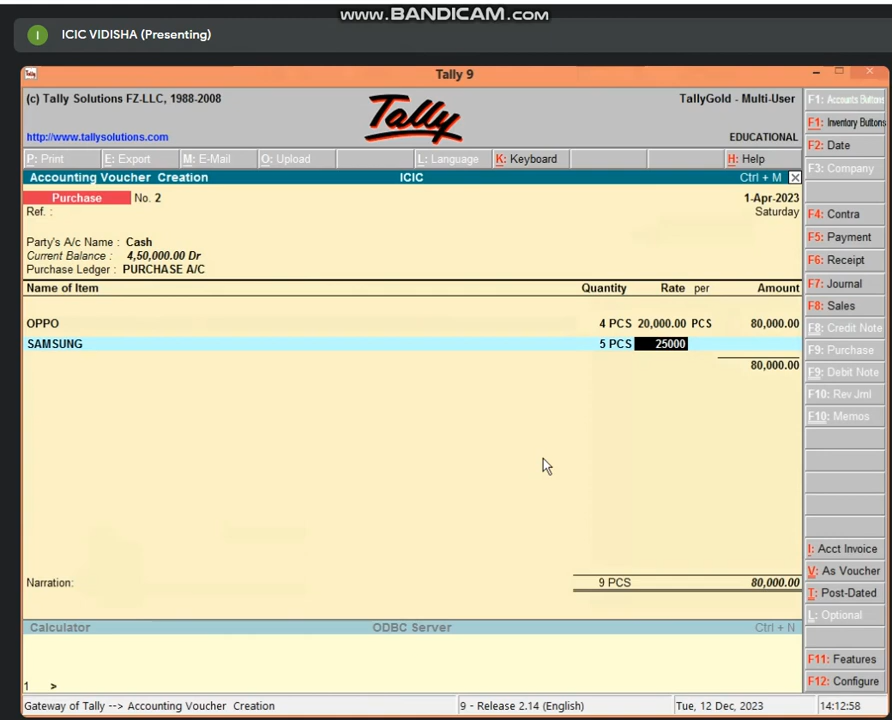 www.BANDICAM.com
I ICIC VIDISHA (Presenting)
Tally Tally 9
(c) Tally Solutions FZ-LLC, 1988-2008 TallyGold - Multi-User F1: Accounts Buttons
Tally
http://www.tallysolutions.com EDUCATIONAL F1: Inventory Buttons
F2: Date
P: Print E: Export M: E-Mail O: Upload L: Language K: Keyboard H: Help
F3: Company
Accounting Voucher Creation ICIC Ctrl + M
Purchase No. 2 1-Apr-2023
Ref. : Saturday F4: Contra
Party's A/c Name : Cash F5: Payment
Current Balance : 4,50,000.00 Dr F6: Receipt
Purchase Ledger : PURCHASE A/C
Name of Item Quantity Rate per Amount F7: Journal
F8: Sales
OPPO 4 PCS 20,000.00 PCS 80,000.00 F8: Credit Note
SAMSUNG 5 PCS 25000 F9: Purchase
80,000.00 F9: Debit Note
F10: Rev Jrnl
F10: Memos
I: Acct Invoice
V: As Voucher
Narration: 9 PCS 80,000.00 T: Post-Dated
L: Optional
Calculator ODBC Server Ctrl + N
F11: Features
1 > F12: Configure
Gateway of Tally --> Accounting Voucher Creation 9 - Release 2.14 (English) Tue, 12 Dec, 2023 14:12:58